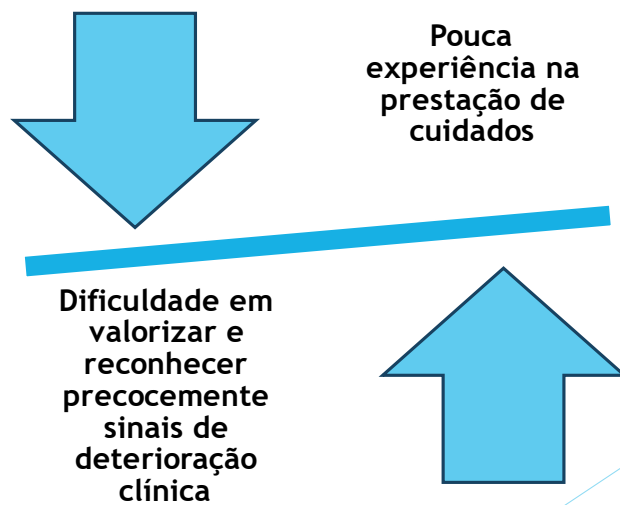 Pouca
experiência na
prestação de
cuidados
Dificuldade em
valorizar e
reconhecer
precocemente
sinais de
deterioração
clínica